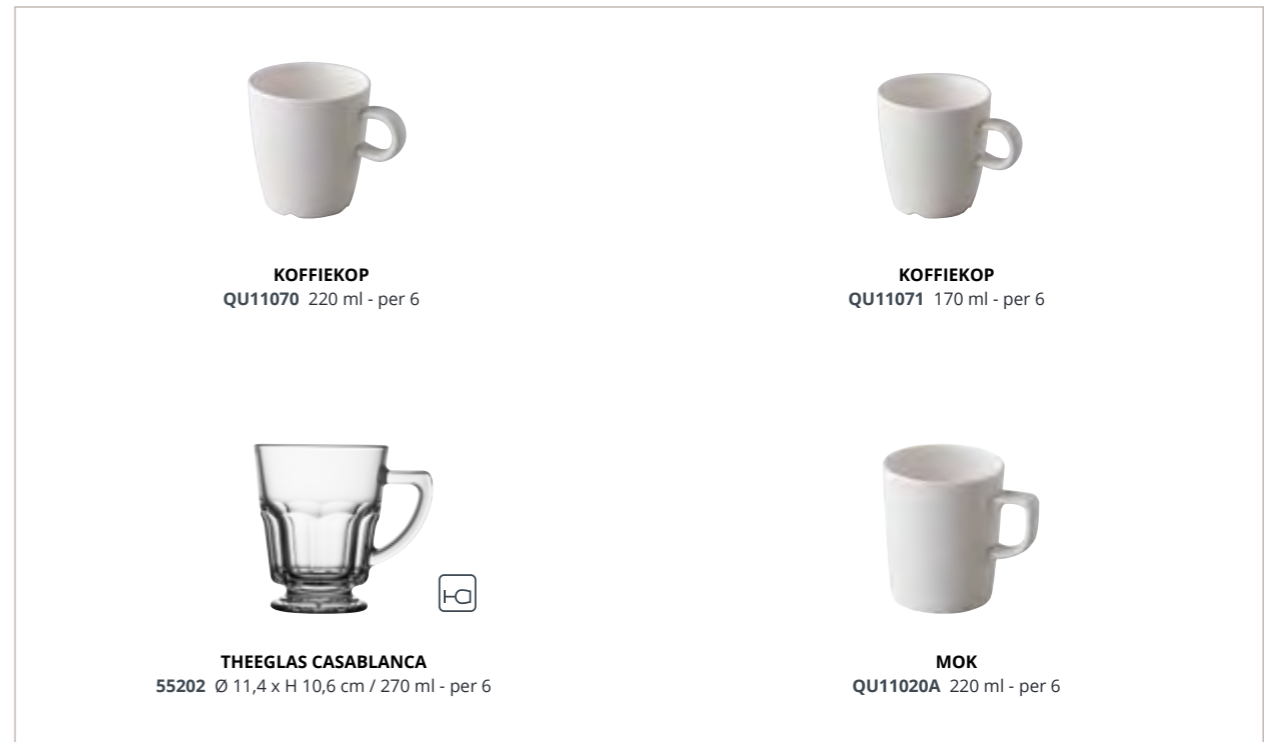 KOFFIEKOP
QU11070 220 ml - per 6
KOFFIEKOP
QU11071 170 ml - per 6
THEEGLAS CASABLANCA
55202 Ø 11,4 x H 10,6 cm / 270 ml - per 6
MOK
QU11020A 220 ml - per 6